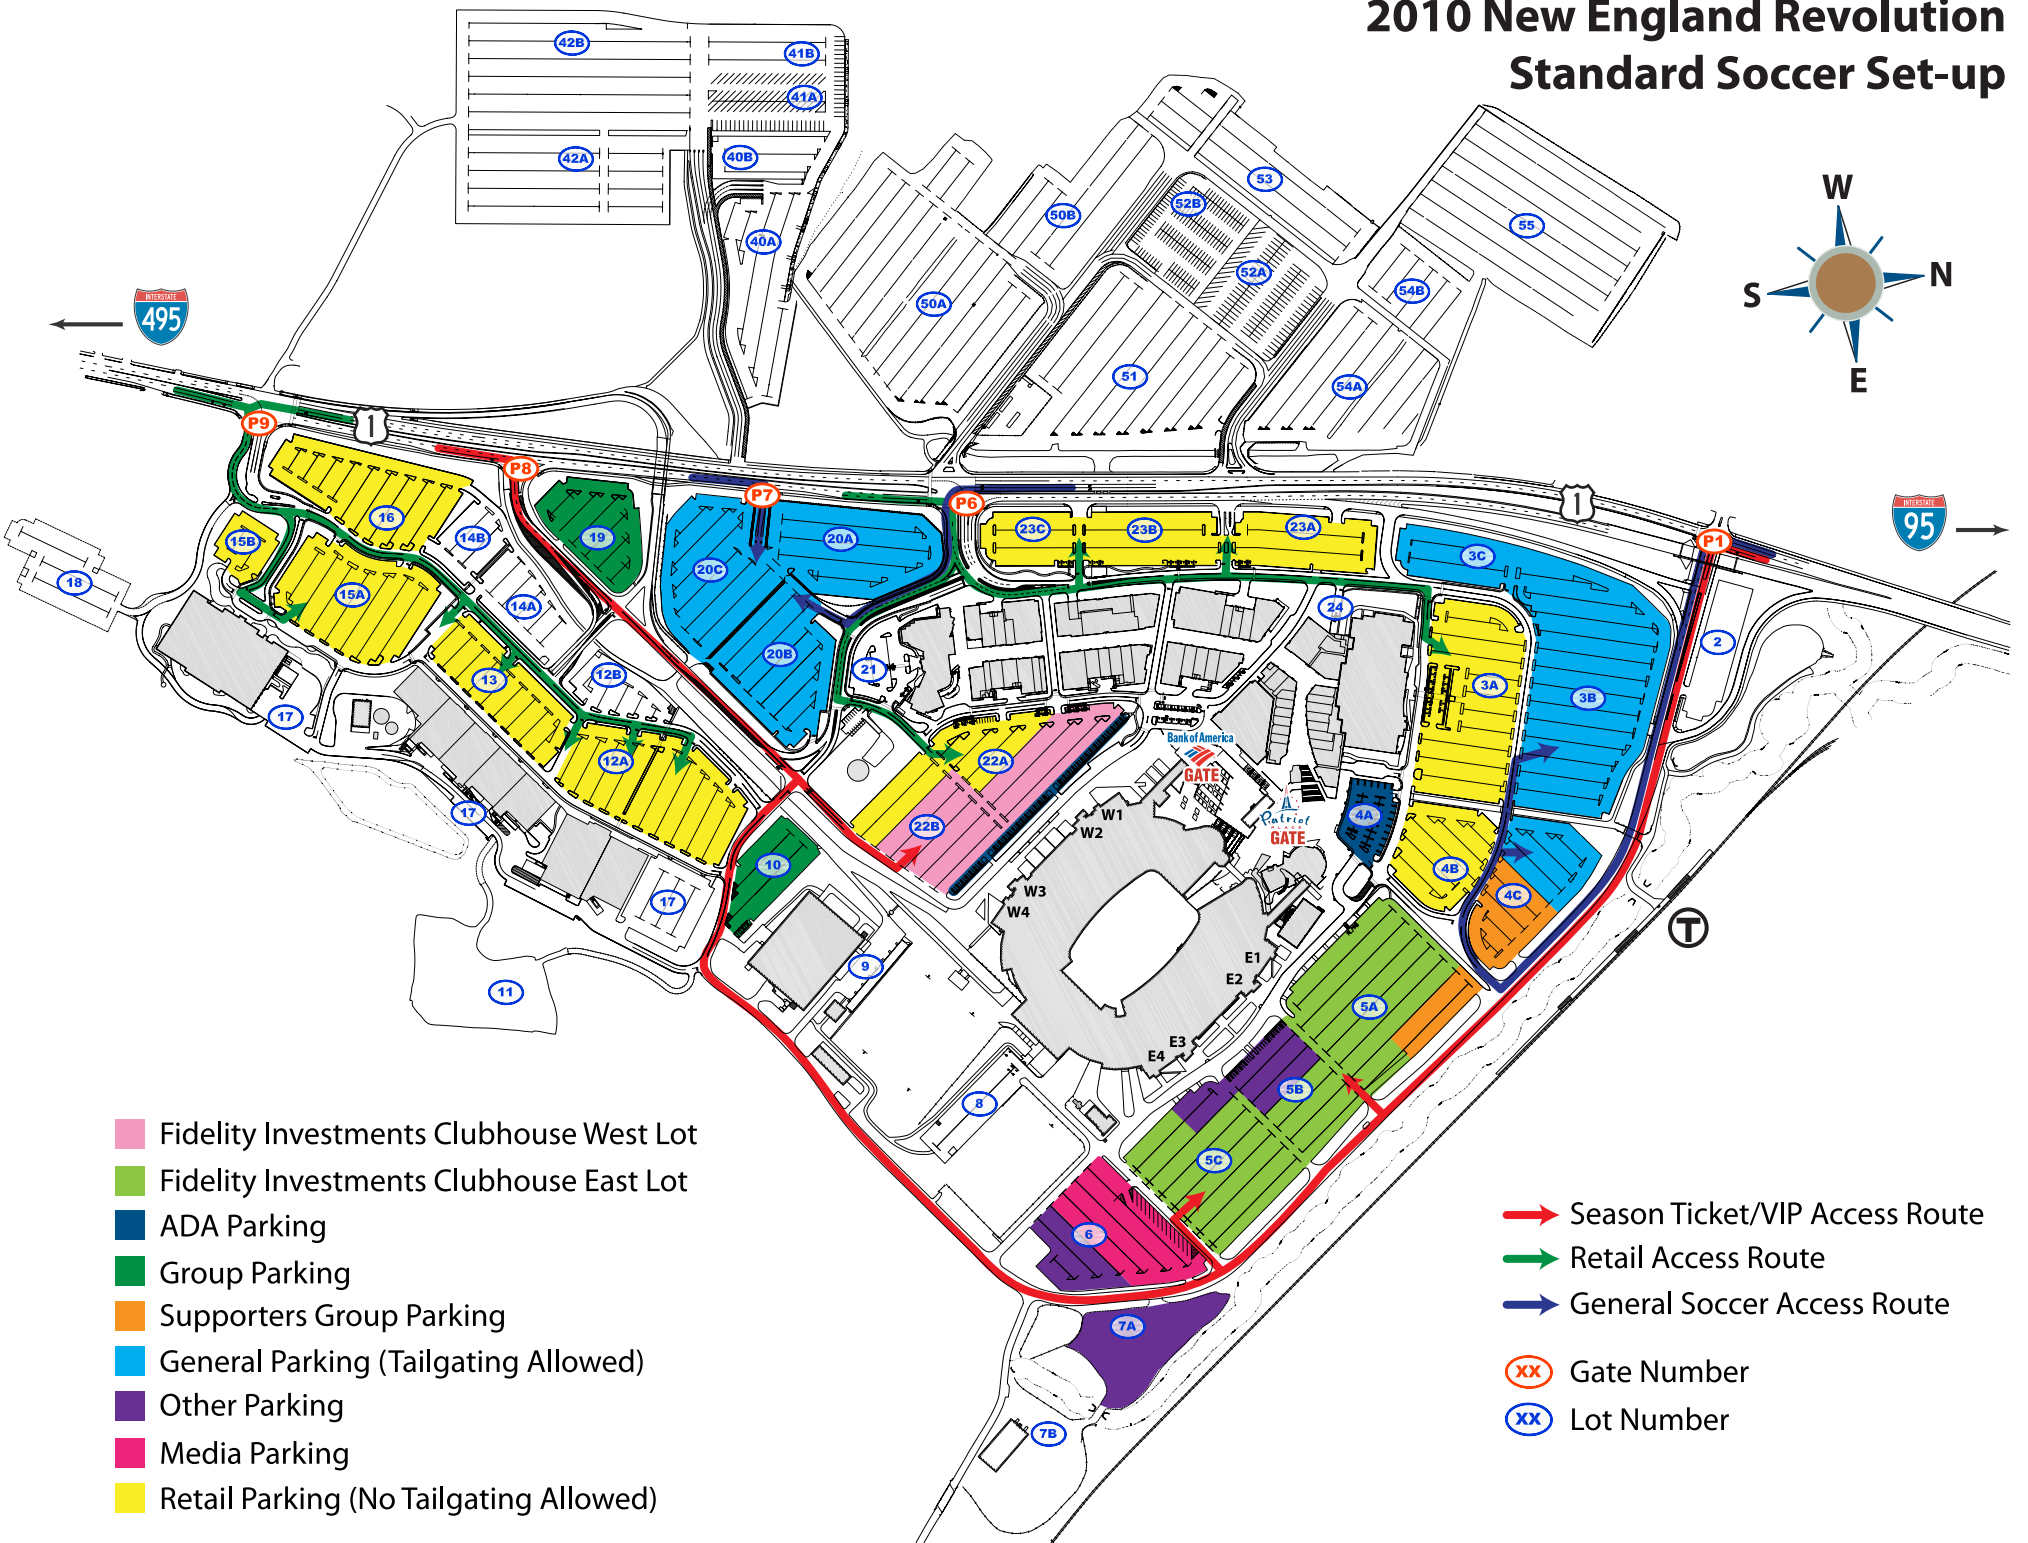 2010 New England Revolution
Standard Soccer Set-up
42B
41B
41A
42A
40B
40A
53
52B
50B
55
52A
54B
50A
51
54A
W
N
S
E
INTERSTATE
495
P9
1
P8
P7
P6
1
INTERSTATE
95
P1
16
15B
14B
19
20A
20C
23C
23B
23A
3C
18
15A
14A
24
2
20B
21
13
12B
3A
3B
17
12A
22A
Bank of America
GATE
17
22B
W1
W2
4A
Patriot
PLACE
GATE
10
4B
4C
W3
W4
17
T
9
11
E1
E2
5A
E3
E4
5B
8
5C
6
7A
7B
Fidelity Investments Clubhouse West Lot
Fidelity Investments Clubhouse East Lot
ADA Parking
Group Parking
Supporters Group Parking
General Parking (Tailgating Allowed)
Other Parking
Media Parking
Retail Parking (No Tailgating Allowed)
Season Ticket/VIP Access Route
Retail Access Route
General Soccer Access Route
XX Gate Number
XX Lot Number